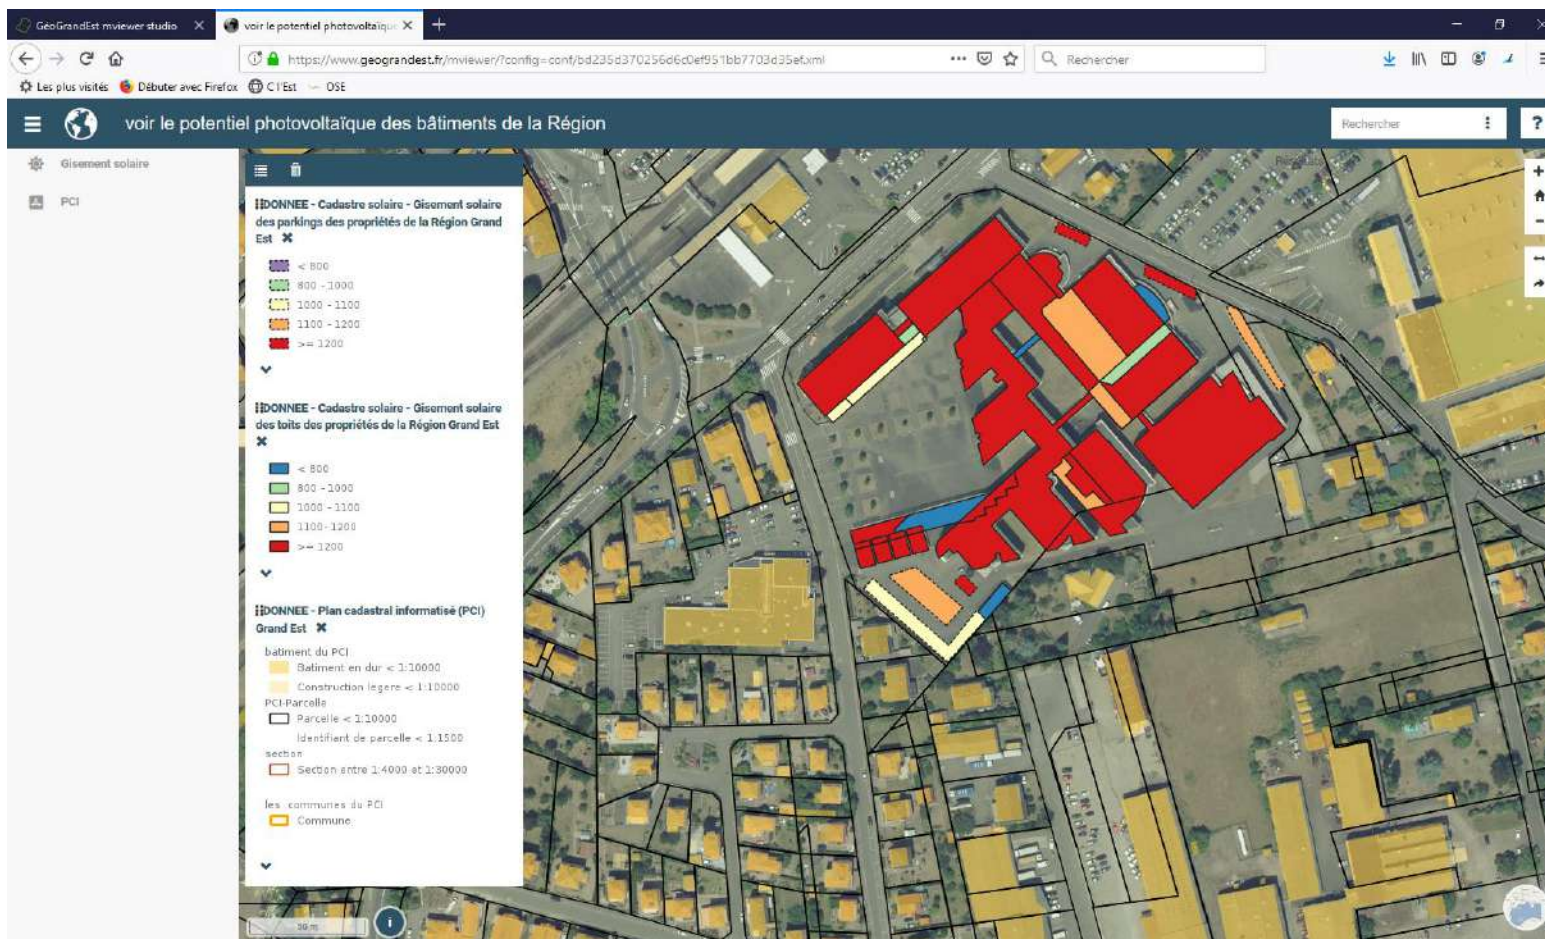 GéoGrandEst mviewer studio
voir le potentiel photovoltaïqu
https://www.geograndest.fr/mviewer/?config=conf/bd235d370256d6c0ef951bb7703d35ef.xml
Rechercher
Les plus visités
Débuter avec Firefox
C l'Est
OSE
voir le potentiel photovoltaïque des bâtiments de la Région
Rechercher
?
Gisement solaire
PCI
DONNEE - Cadastre solaire - Gisement solaire
des parkings des propriétés de la Région Grand
Est
< 800
800 - 1000
1000 - 1100
1100 - 1200
>= 1200
DONNEE - Cadastre solaire - Gisement solaire
des toits des propriétés de la Région Grand Est
< 800
800 - 1000
1000 - 1100
1100- 1200
>= 1200
DONNEE - Plan cadastral informatisé (PCI)
Grand Est
batiment du PCI
Batiment en dur < 1:10000
Construction legere < 1:10000
PCI-Parcelle
Parcelle < 1:10000
Identifiant de parcelle < 1:1500
section
Section entre 1:4000 et 1:30000
les communes du PCI
Commune
i